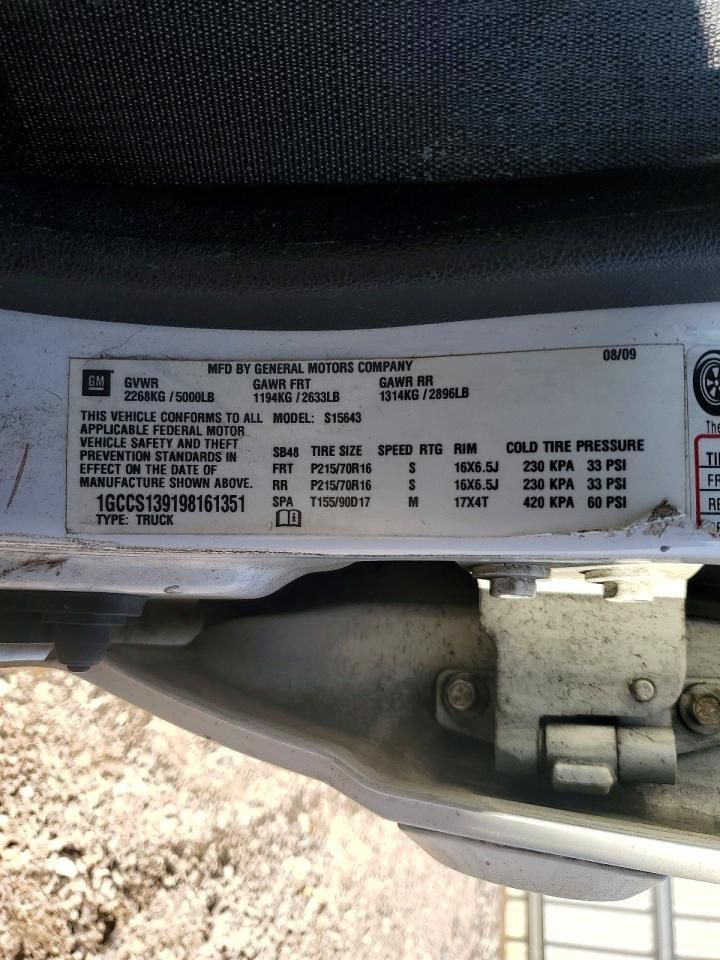 MFD BY GENERAL MOTORS COMPANY 08/09
GM
GVWR GAWR FRT GAWR RR
2268KG / 5000LB 1194KG / 2633LB 1314KG / 2896LB
THIS VEHICLE CONFORMS TO ALL
APPLICABLE FEDERAL MOTOR
VEHICLE SAFETY AND THEFT
PREVENTION STANDARDS IN
EFFECT ON THE DATE OF
MANUFACTURE SHOWN ABOVE.
1GCCS139198161351
TYPE: TRUCK
MODEL: S15643
SB48 TIRE SIZE SPEED RTG RIM COLD TIRE PRESSURE
FRT P215/70R16 S 16X6.5J 230 KPA 33 PSI
RR P215/70R16 S 16X6.5J 230 KPA 33 PSI
SPA T155/90D17 M 17X4T 420 KPA 60 PSI
The
TI
FR
RE